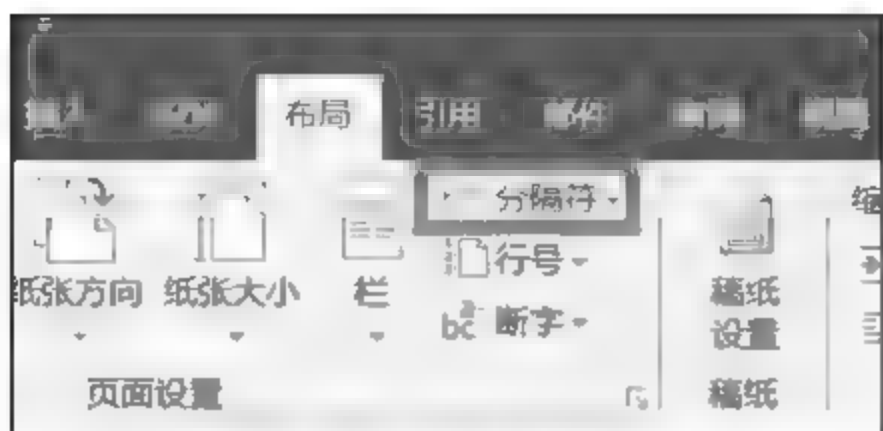 布局 引用
分隔符
行号
断字
纸张方向 纸张大小 栏 稿纸
设置
页面设置 稿纸
缩